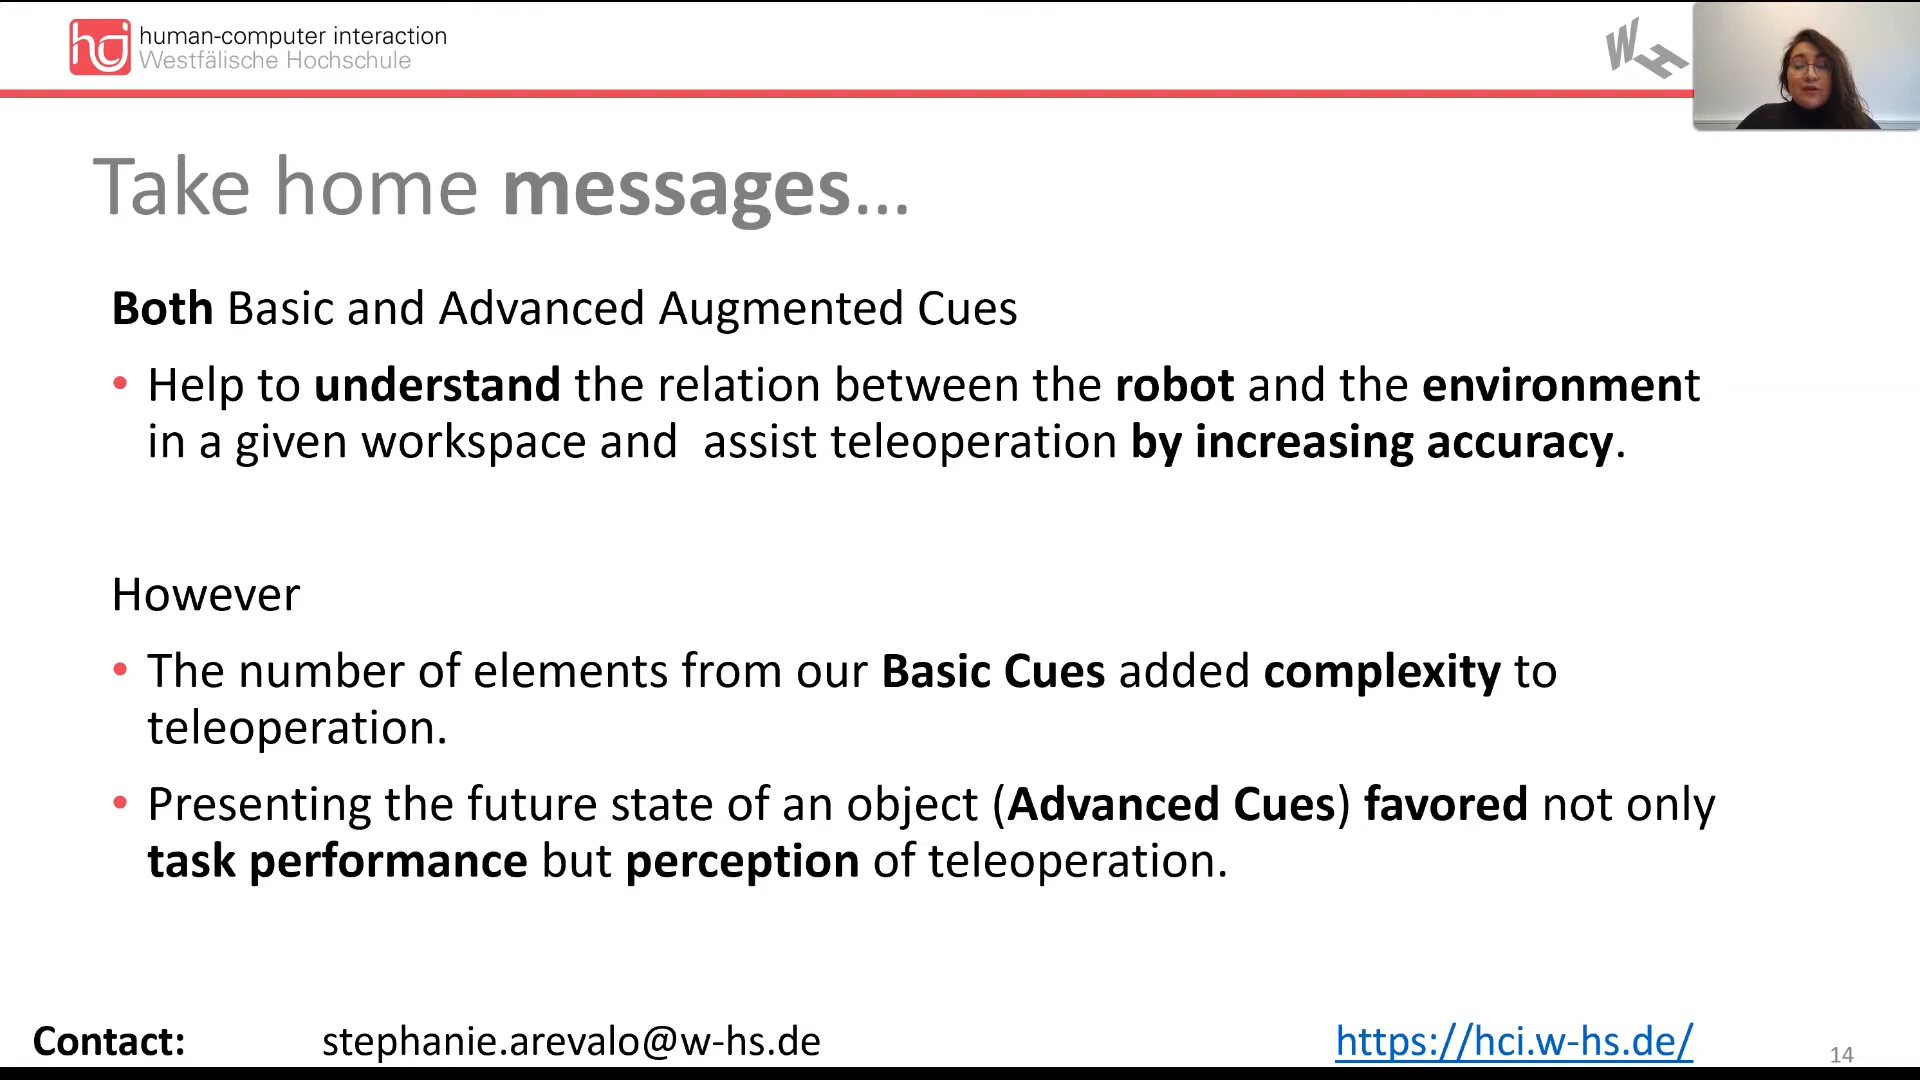 hci human-computer interaction
Westfälische Hochschule
WH
Take home messages...
Both Basic and Advanced Augmented Cues
• Help to understand the relation between the robot and the environment
in a given workspace and  assist teleoperation by increasing accuracy.
However
• The number of elements from our Basic Cues added complexity to
teleoperation.
• Presenting the future state of an object (Advanced Cues) favored not only
task performance but perception of teleoperation.
Contact: stephanie.arevalo@w-hs.de https://hci.w-hs.de/ 14